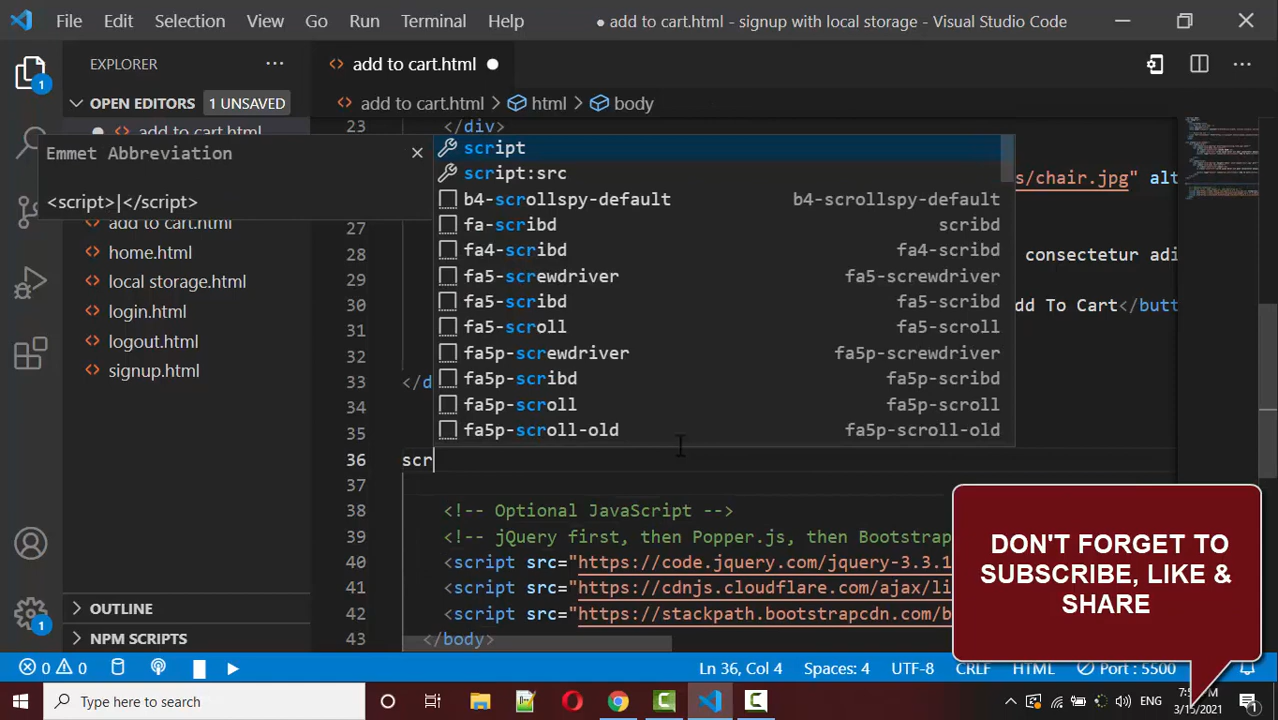 File Edit Selection View Go Run Terminal Help
● add to cart.html - signup with local storage - Visual Studio Code
EXPLORER
add to cart.html
OPEN EDITORS 1 UNSAVED
add to cart.html > html > body
add to cart.html
Emmet Abbreviation
<script>|</script>
add to cart.html
home.html
local storage.html
login.html
logout.html
signup.html
OUTLINE
NPM SCRIPTS
23 </div>
s/chair.jpg" alt
27
28 consectetur adi
29
30 dd To Cart</butt
31
32
33 </d
34
35
36 scr
37
38 <!-- Optional JavaScript -->
39 <!-- jQuery first, then Popper.js, then Bootstrap
40 <script src="https://code.jquery.com/jquery-3.3.1
41 <script src="https://cdnjs.cloudflare.com/ajax/li
42 <script src="https://stackpath.bootstrapcdn.com/b
43 </body>
script
script:src
b4-scrollspy-default b4-scrollspy-default
fa-scribd scribd
fa4-scribd fa4-scribd
fa5-screwdriver fa5-screwdriver
fa5-scribd fa5-scribd
fa5-scroll fa5-scroll
fa5p-screwdriver fa5p-screwdriver
fa5p-scribd fa5p-scribd
fa5p-scroll fa5p-scroll
fa5p-scroll-old fa5p-scroll-old
DON'T FORGET TO
SUBSCRIBE, LIKE &
SHARE
0 0
Ln 36, Col 4 Spaces: 4 UTF-8 CRLF HTML Port : 5500
Type here to search
ENG
3/15/2021